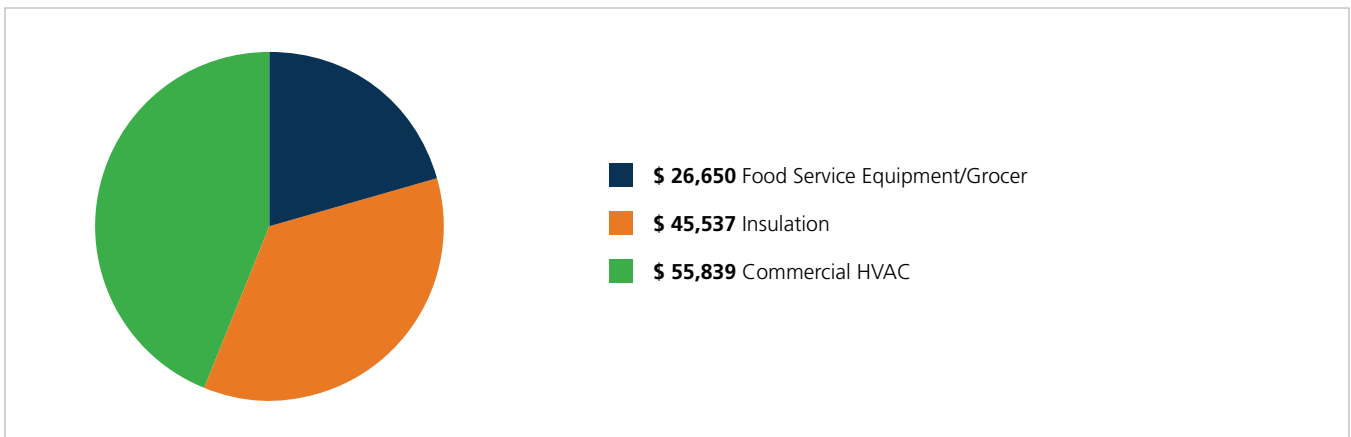 $ 26,650 Food Service Equipment/Grocer
$ 45,537 Insulation
$ 55,839 Commercial HVAC